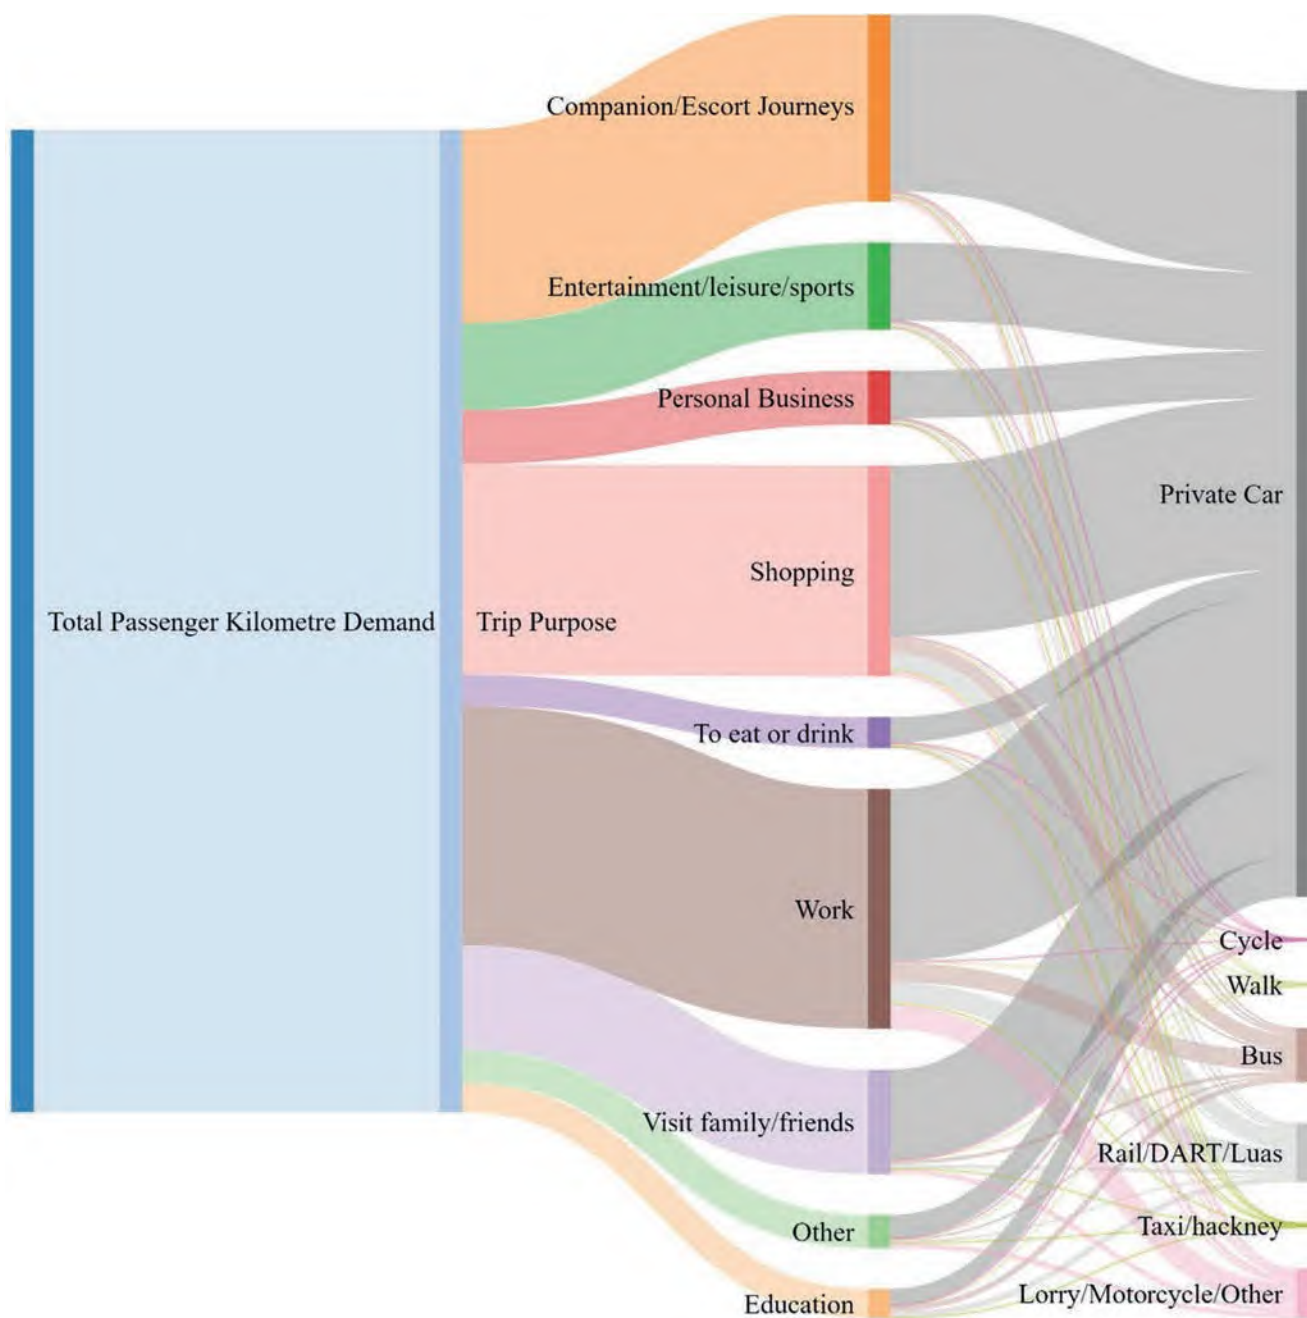 Total Passenger Kilometre Demand
Trip Purpose
Companion/Escort Journeys
Entertainment/leisure/sports
Personal Business
Shopping
To eat or drink
Work
Visit family/friends
Other
Education
Private Car
Cycle
Walk
Bus
Rail/DART/Luas
Taxi/hackney
Lorry/Motorcycle/Other